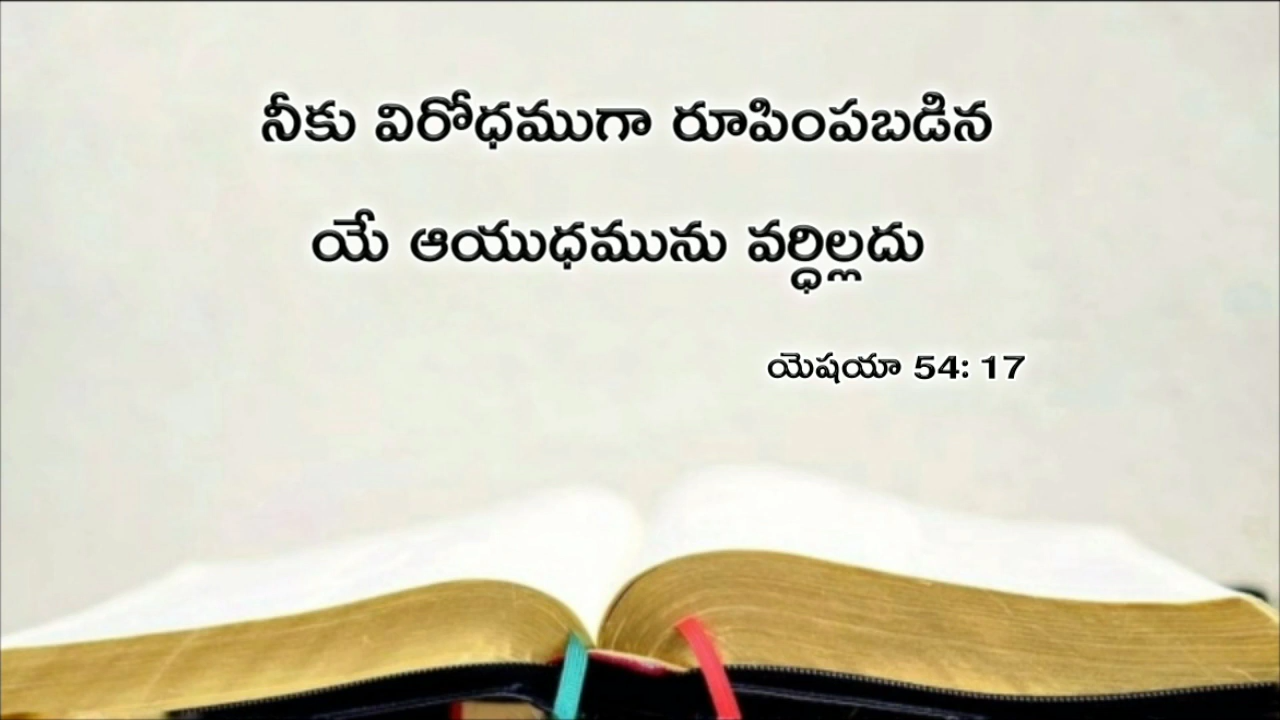 నీకు విరోధముగా రూపింపబడిన
యే ఆయుధమును వర్ధిల్లదు
యెషయా 54: 17